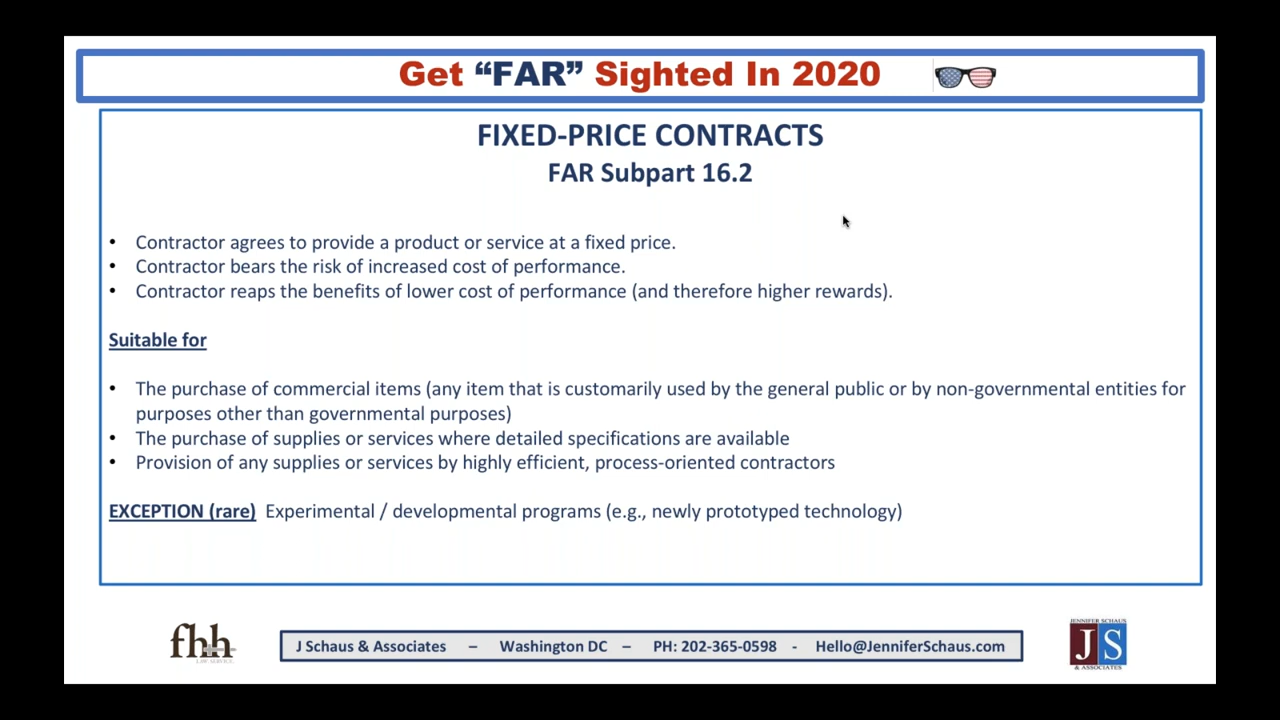 Get “FAR” Sighted In 2020
FIXED-PRICE CONTRACTS
FAR Subpart 16.2
• Contractor agrees to provide a product or service at a fixed price.
• Contractor bears the risk of increased cost of performance.
• Contractor reaps the benefits of lower cost of performance (and therefore higher rewards).
Suitable for
• The purchase of commercial items (any item that is customarily used by the general public or by non-governmental entities for
purposes other than governmental purposes)
• The purchase of supplies or services where detailed specifications are available
• Provision of any supplies or services by highly efficient, process-oriented contractors
EXCEPTION (rare) Experimental / developmental programs (e.g., newly prototyped technology)
fhh
LAW SERVICE
J Schaus & Associates – Washington DC – PH: 202-365-0598 - Hello@JenniferSchaus.com
JENNIFER SCHAUS
JS
& ASSOCIATES